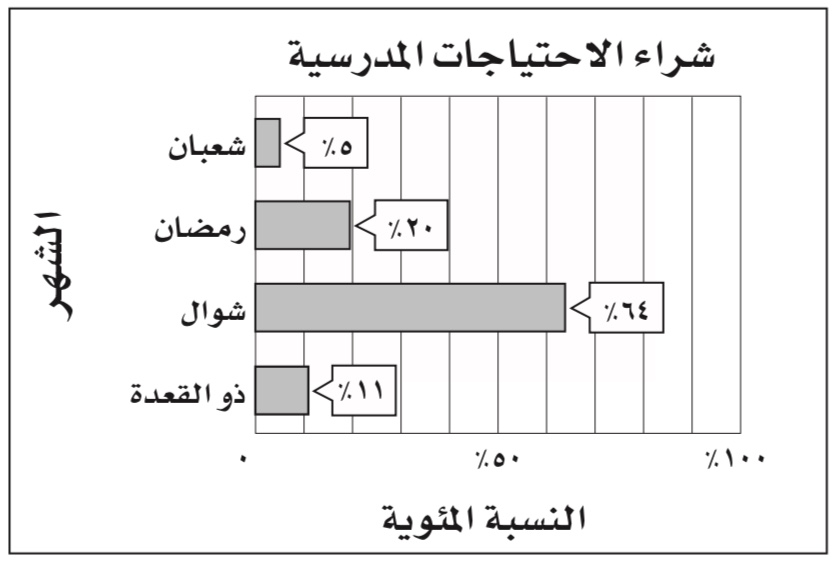 شراء الاحتياجات المدرسية
شعبان
٥٪
رمضان
٢٠٪
شوال
٦٤٪
ذو القعدة
١١٪
الشهر
٠
٥٠٪
١٠٠٪
النسبة المئوية